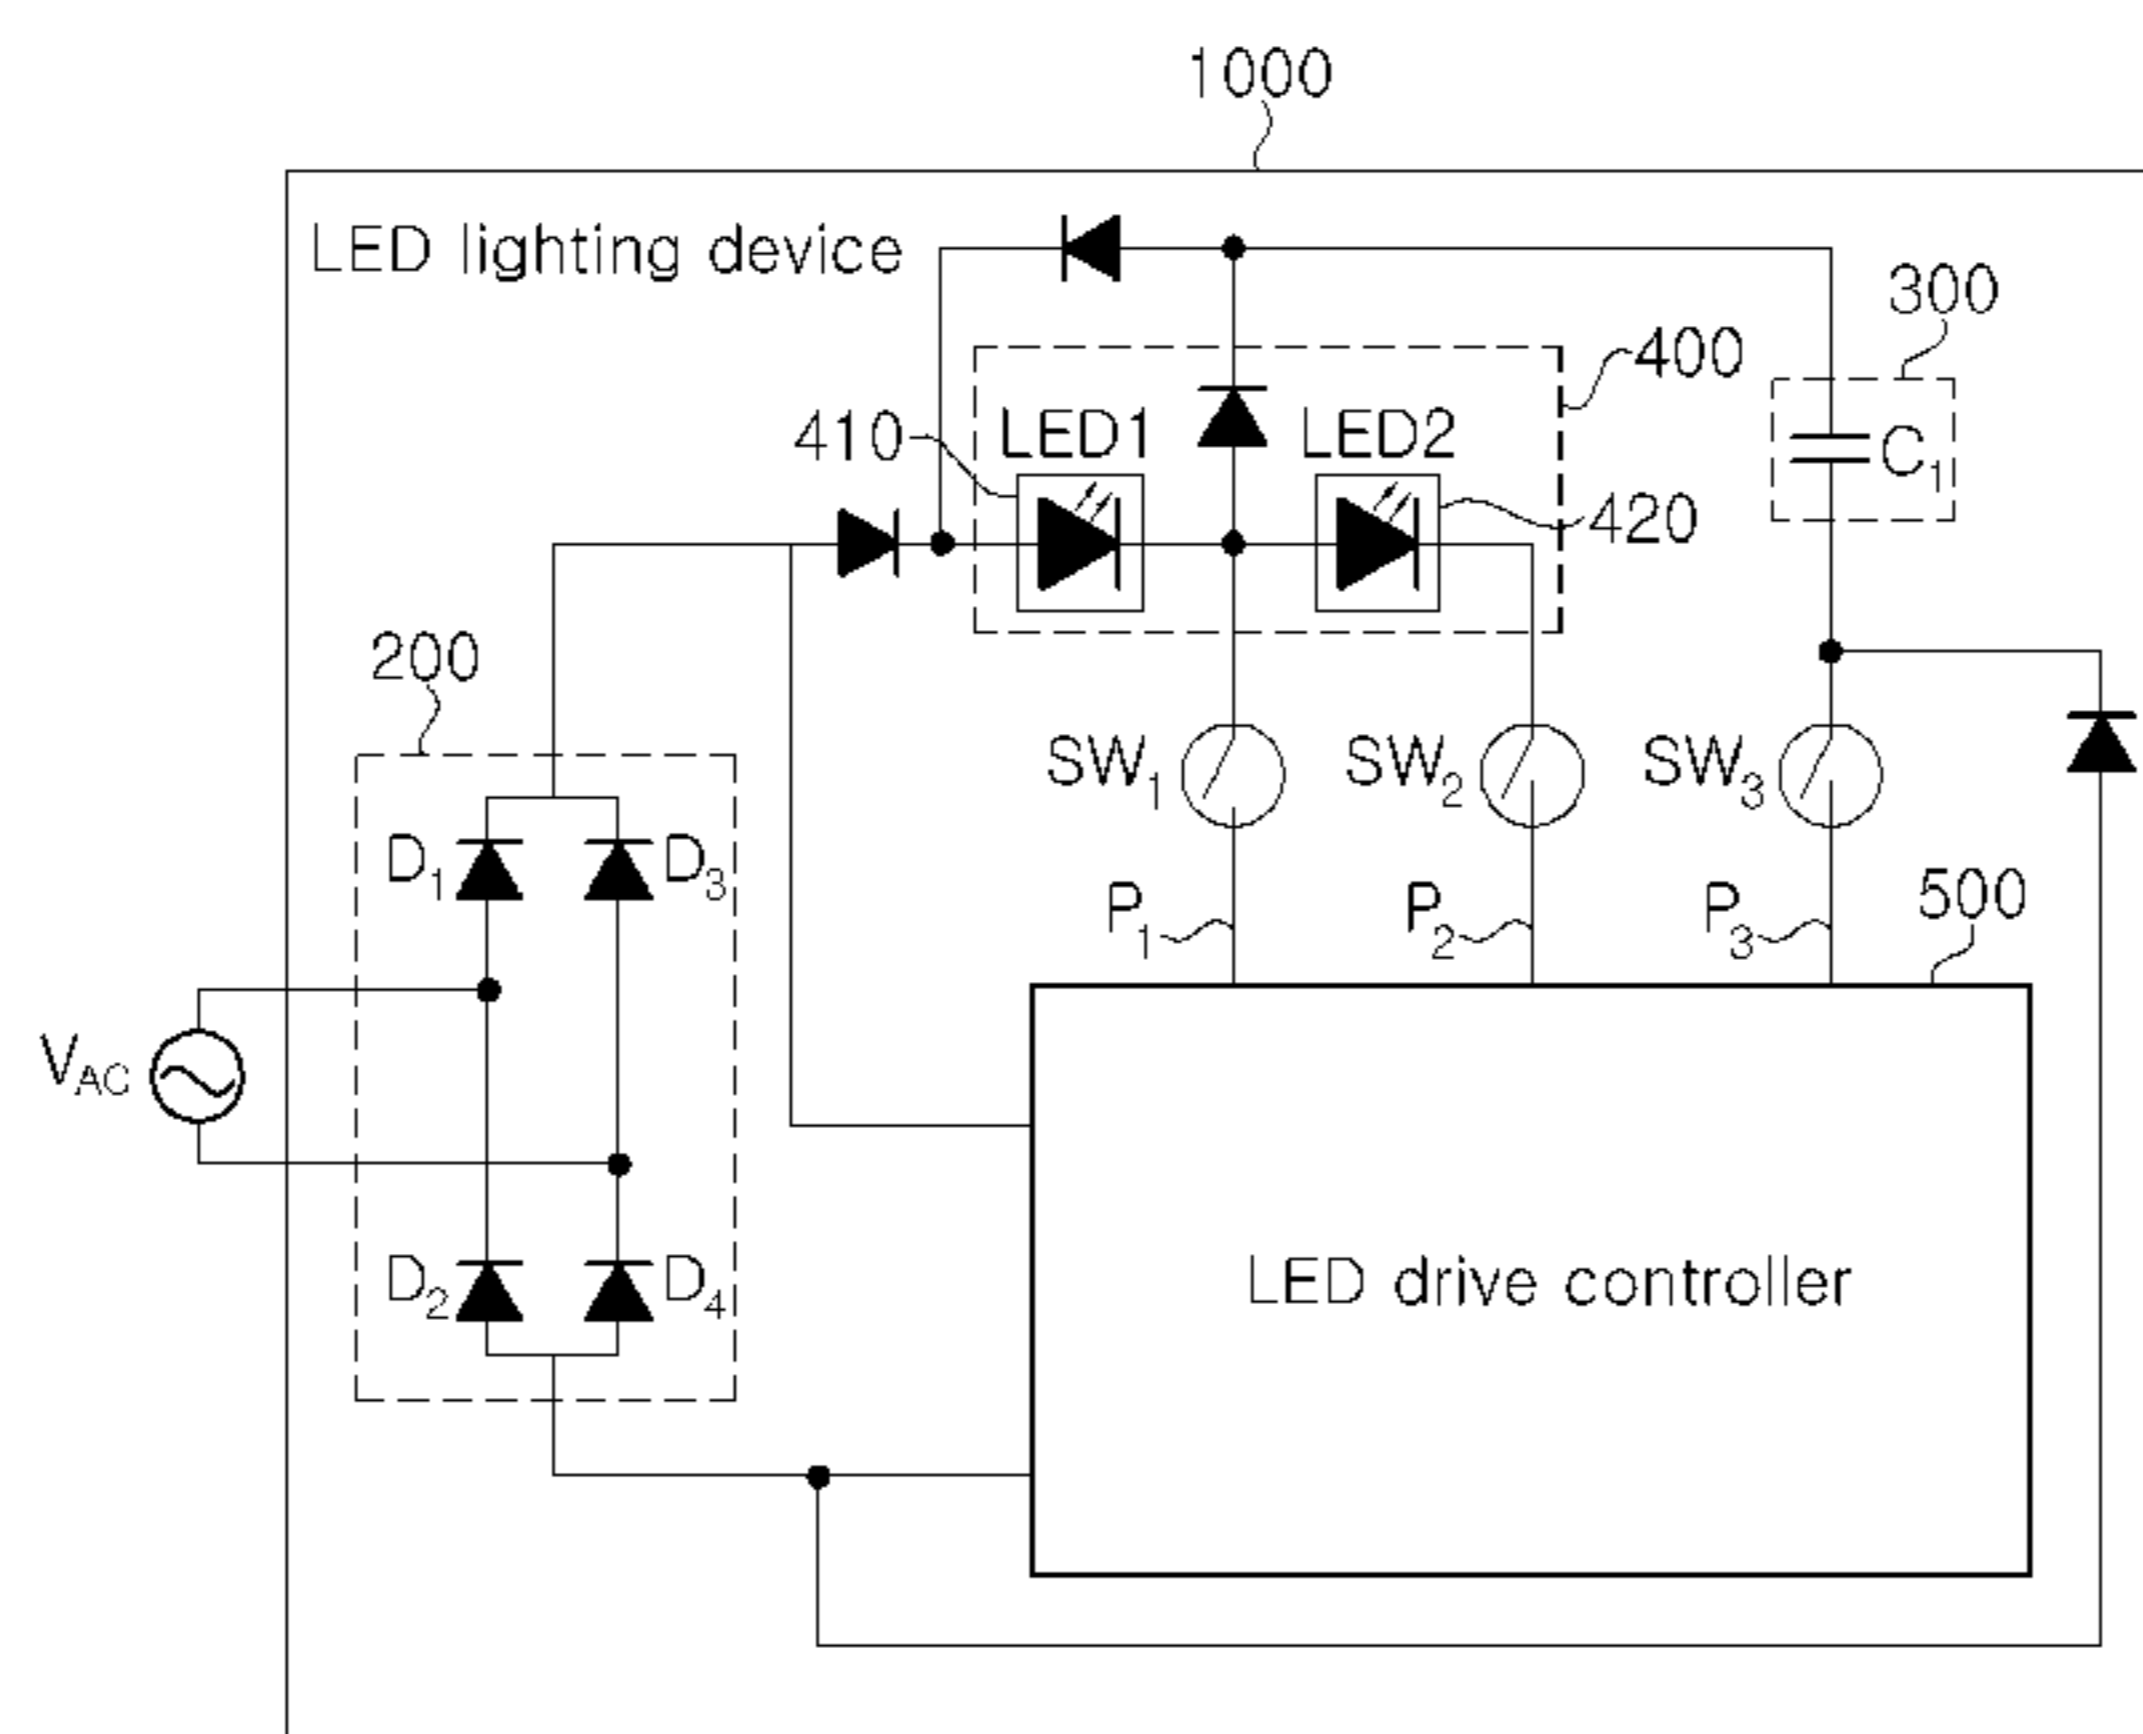 1000
LED lighting device
300
400
410
LED1
LED2
C1
420
200
SW1
SW2
SW3
D1
D3
P1
P2
P3
500
VAC
D2
D4
LED drive controller